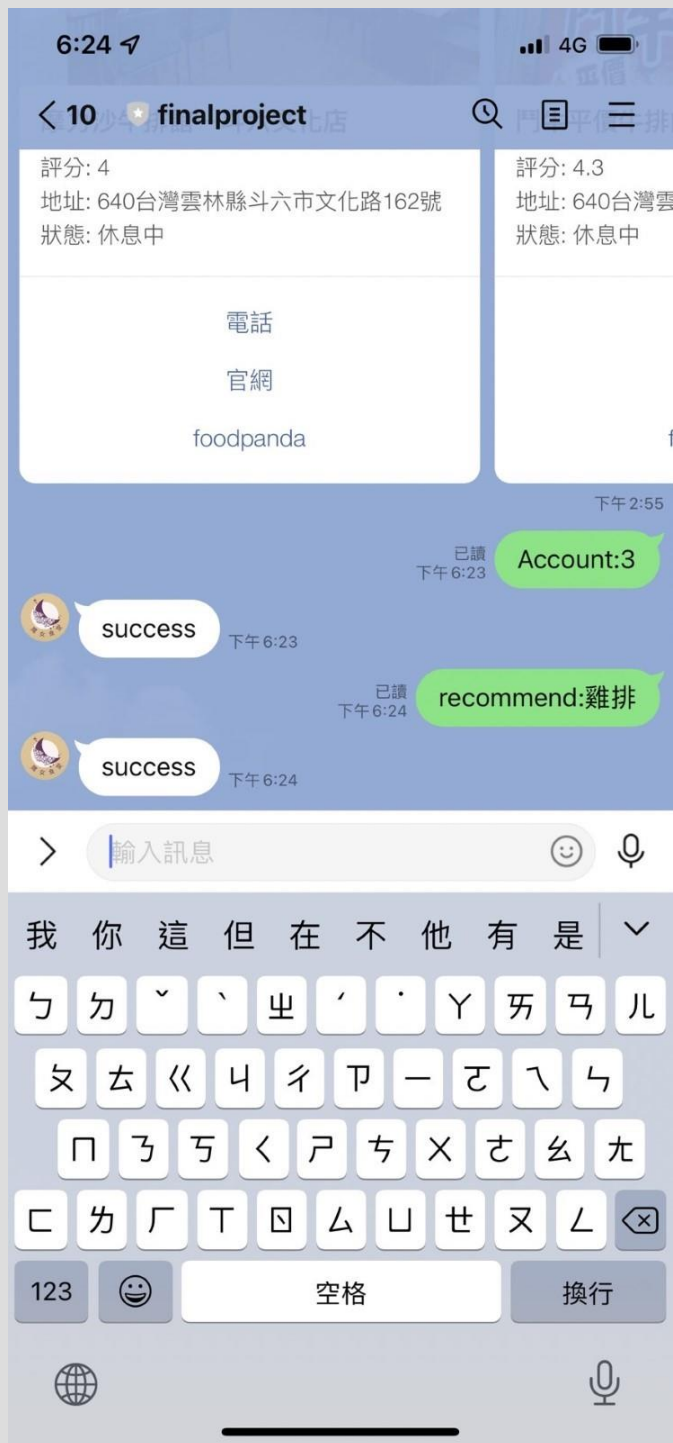 6:24
4G
10 finalproject
評分: 4
地址: 640台灣雲林縣斗六市文化路162號
狀態: 休息中
評分: 4.3
地址: 640台灣雲
狀態: 休息中
電話
官網
foodpanda
f
下午2:55
已讀
下午6:23
Account:3
success
下午6:23
已讀
下午6:24
recommend:雞排
success
下午6:24
輸入訊息
我 你 這 但 在 不 他 有 是
ㄅ ㄉ ˇ ˋ ㄓ ˊ ˙ ㄚ ㄞ ㄢ ㄦ
ㄆ ㄊ ㄍ ㄐ ㄔ ㄗ ㄧ ㄛ ㄟ ㄣ
ㄇ ㄋ ㄎ ㄑ ㄕ ㄘ ㄨ ㄜ ㄠ ㄤ
ㄈ ㄌ ㄏ ㄒ ㄖ ㄙ ㄩ ㄝ ㄡ ㄥ
123 空格 換行